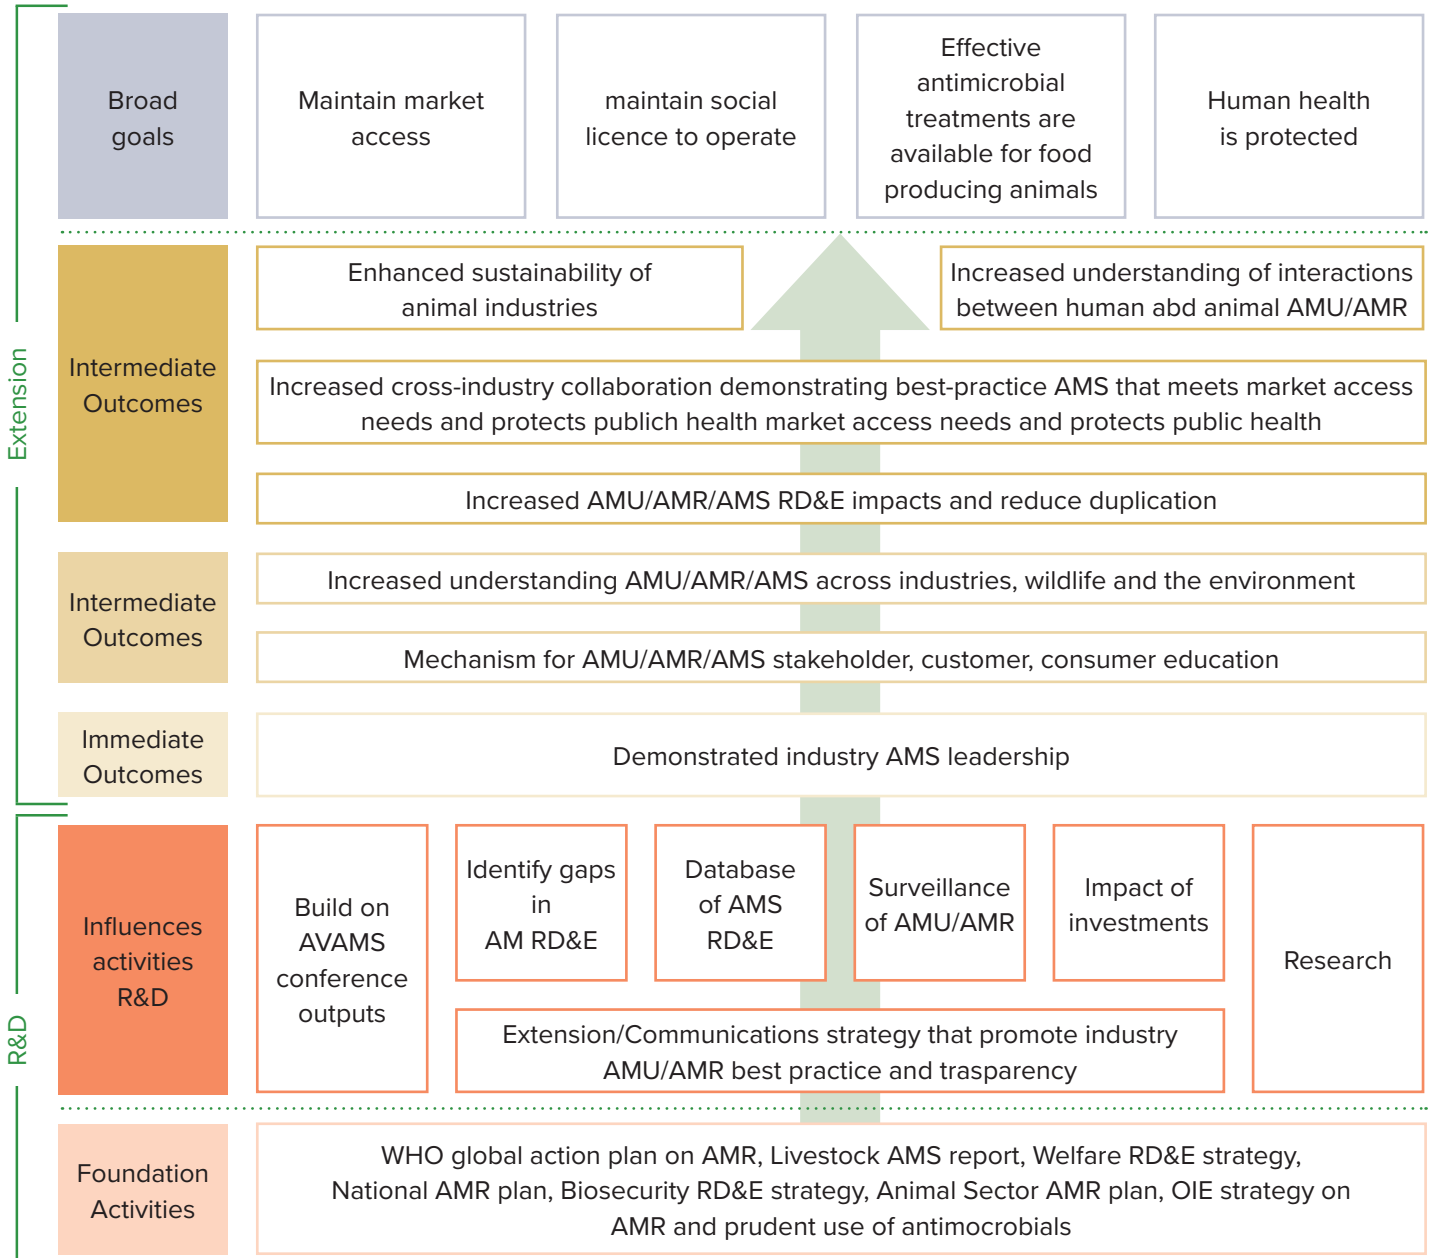 Extension
R&D
Broad
goals
Maintain market
access
maintain social
licence to operate
Effective
antimicrobial
treatments are
available for food
producing animals
Human health
is protected
Intermediate
Outcomes
Enhanced sustainability of
animal industries
Increased understanding of interactions
between human abd animal AMU/AMR
Increased cross-industry collaboration demonstrating best-practice AMS that meets market access
needs and protects publich health market access needs and protects public health
Increased AMU/AMR/AMS RD&E impacts and reduce duplication
Intermediate
Outcomes
Increased understanding AMU/AMR/AMS across industries, wildlife and the environment
Mechanism for AMU/AMR/AMS stakeholder, customer, consumer education
Immediate
Outcomes
Demonstrated industry AMS leadership
Influences
activities
R&D
Build on
AVAMS
conference
outputs
Identify gaps
in
AM RD&E
Database
of AMS
RD&E
Surveillance
of AMU/AMR
Impact of
investments
Research
Extension/Communications strategy that promote industry
AMU/AMR best practice and trasparency
Foundation
Activities
WHO global action plan on AMR, Livestock AMS report, Welfare RD&E strategy,
National AMR plan, Biosecurity RD&E strategy, Animal Sector AMR plan, OIE strategy on
AMR and prudent use of antimocrobials